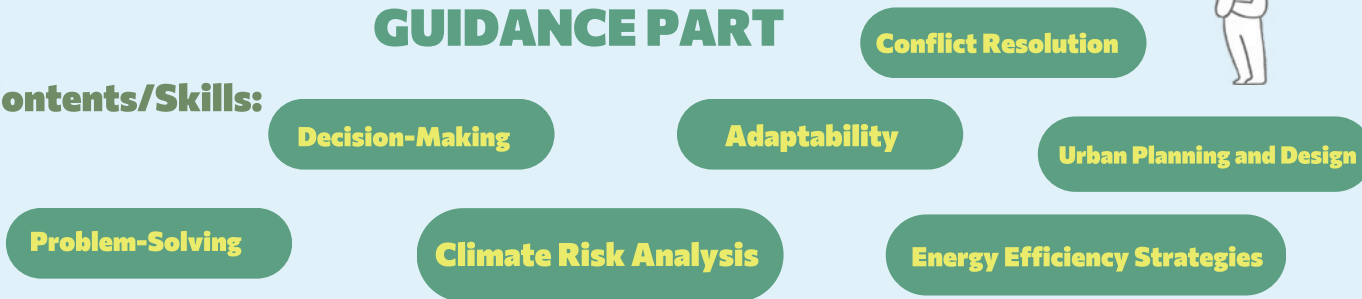 GUIDANCE PART
Conflict Resolution
ontents/Skills:
Decision-Making
Adaptability
Urban Planning and Design
Problem-Solving
Climate Risk Analysis
Energy Efficiency Strategies